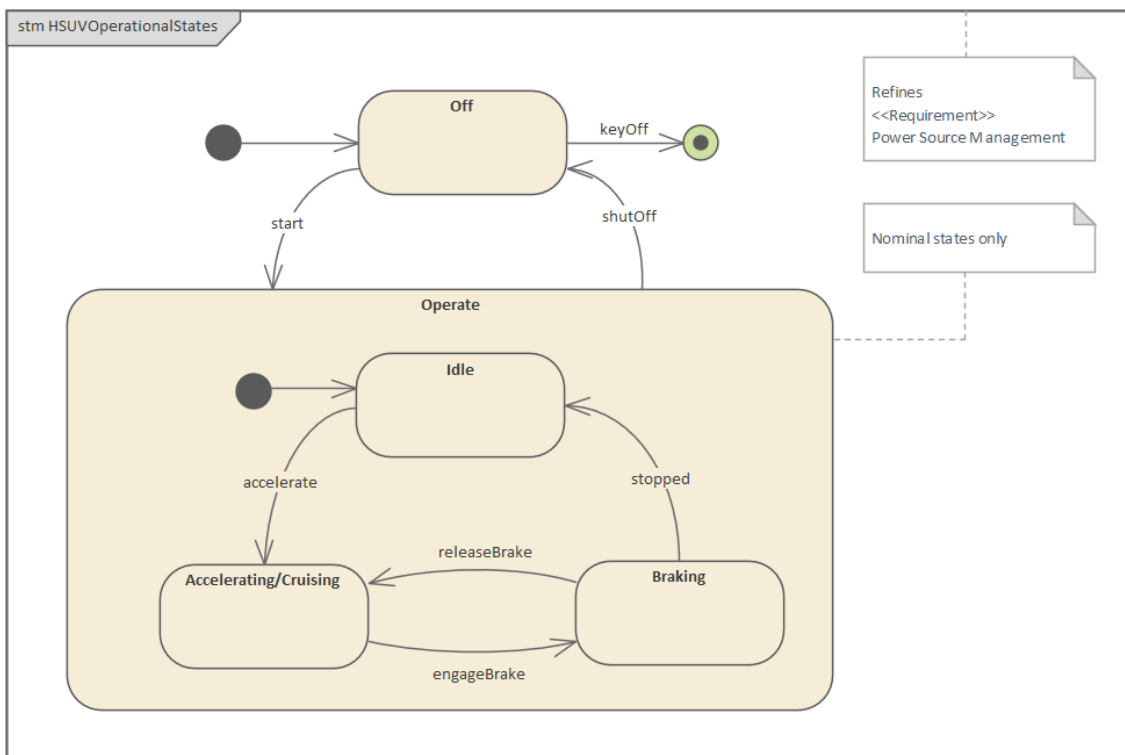 stm HSUVOperationalStates
Off
keyOff
Refines
<<Requirement>>
Power Source Management
start
shutOff
Nominal states only
Operate
Idle
accelerate
stopped
releaseBrake
Accelerating/Cruising
Braking
engageBrake